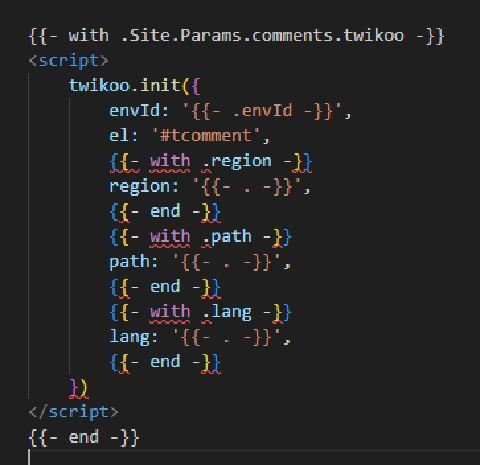 {{- with .Site.Params.comments.twikoo -}}
<script>
    twikoo.init({
        envId: '{{- .envId -}}',
        el: '#tcomment',
        {{- with .region -}}
        region: '{{- . -}}',
        {{- end -}}
        {{- with .path -}}
        path: '{{- . -}}',
        {{- end -}}
        {{- with .lang -}}
        lang: '{{- . -}}',
        {{- end -}}
    })
</script>
{{- end -}}